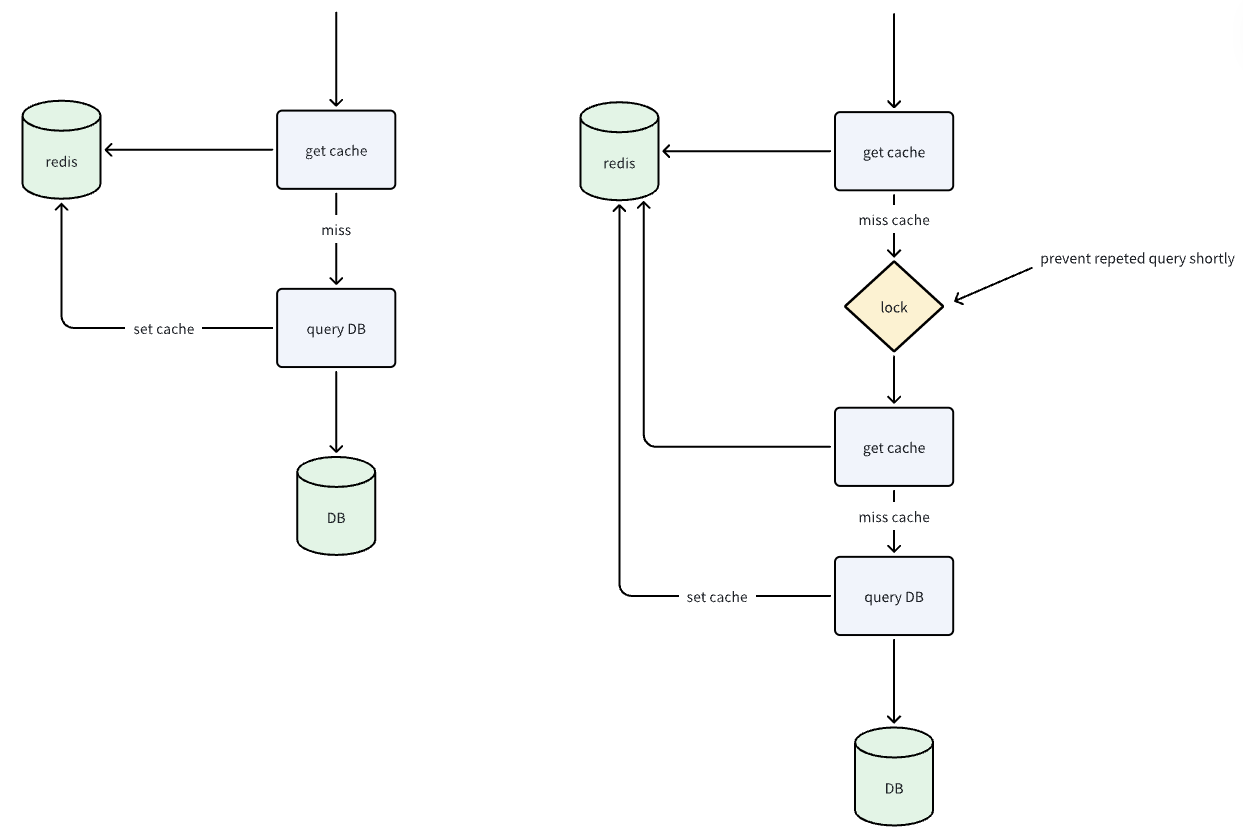 redis
get cache
miss
set cache
query DB
DB
redis
get cache
miss cache
prevent repeted query shortly
lock
get cache
miss cache
set cache
query DB
DB